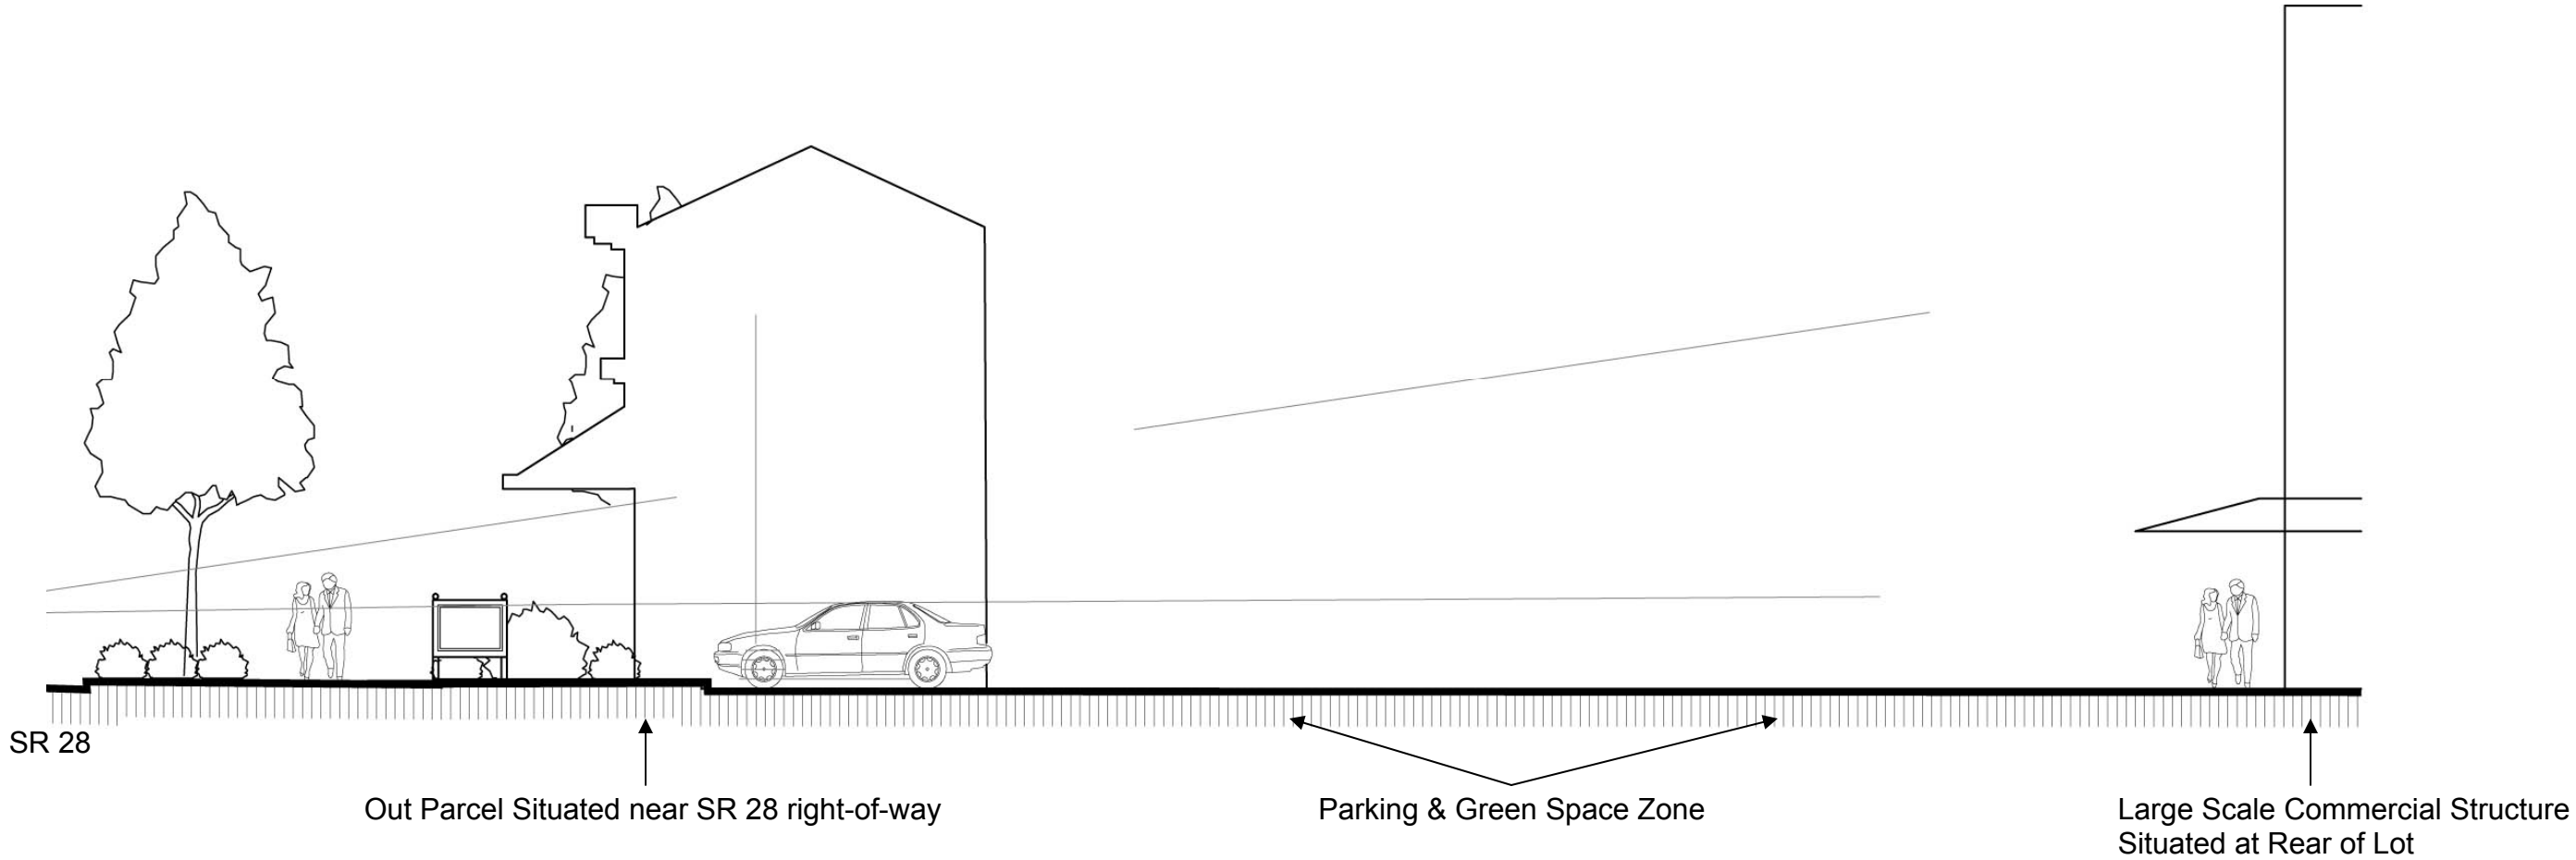 SR 28
Out Parcel Situated near SR 28 right-of-way
Parking & Green Space Zone
Large Scale Commercial Structure
Situated at Rear of Lot